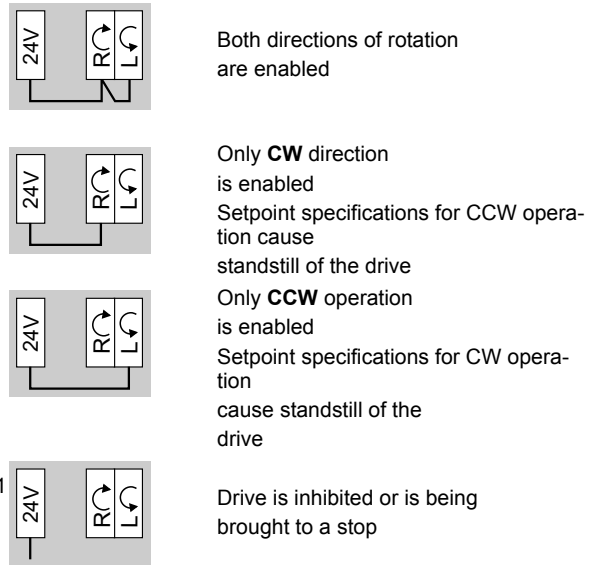 24V
R
L
Both directions of rotation
are enabled
24V
R
L
Only CW direction
is enabled
Setpoint specifications for CCW opera-
tion cause
standstill of the drive
24V
R
L
Only CCW operation
is enabled
Setpoint specifications for CW opera-
tion
cause standstill of the
drive
1
24V
R
L
Drive is inhibited or is being
brought to a stop